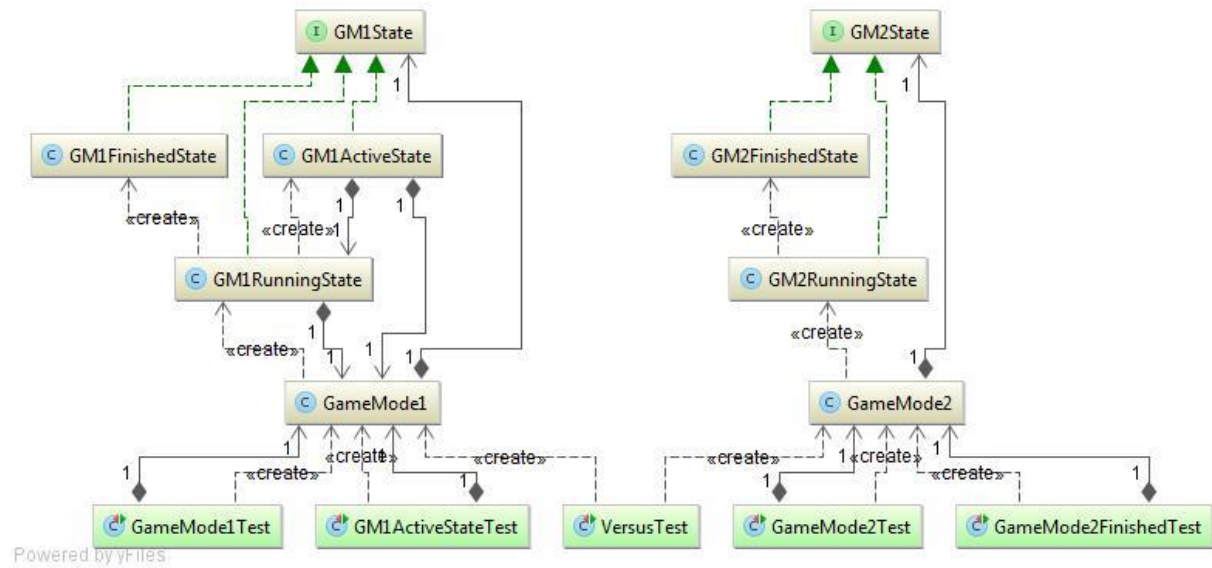 I GM1State
I GM2State
1
1
C GM1FinishedState
C GM1ActiveState
C GM2FinishedState
1
1
«create»
«create»
1
«create»
C GM1RunningState
C GM2RunningState
1
«create»
1
1
1
«create»
1
C GameMode1
C GameMode2
1
«create»
«create»
1
«create»
«create»
1
«create»
1
«create»
1
1
1
1
C GameMode1Test
C GM1ActiveStateTest
C VersusTest
C GameMode2Test
C GameMode2FinishedTest
Powered by yFiles